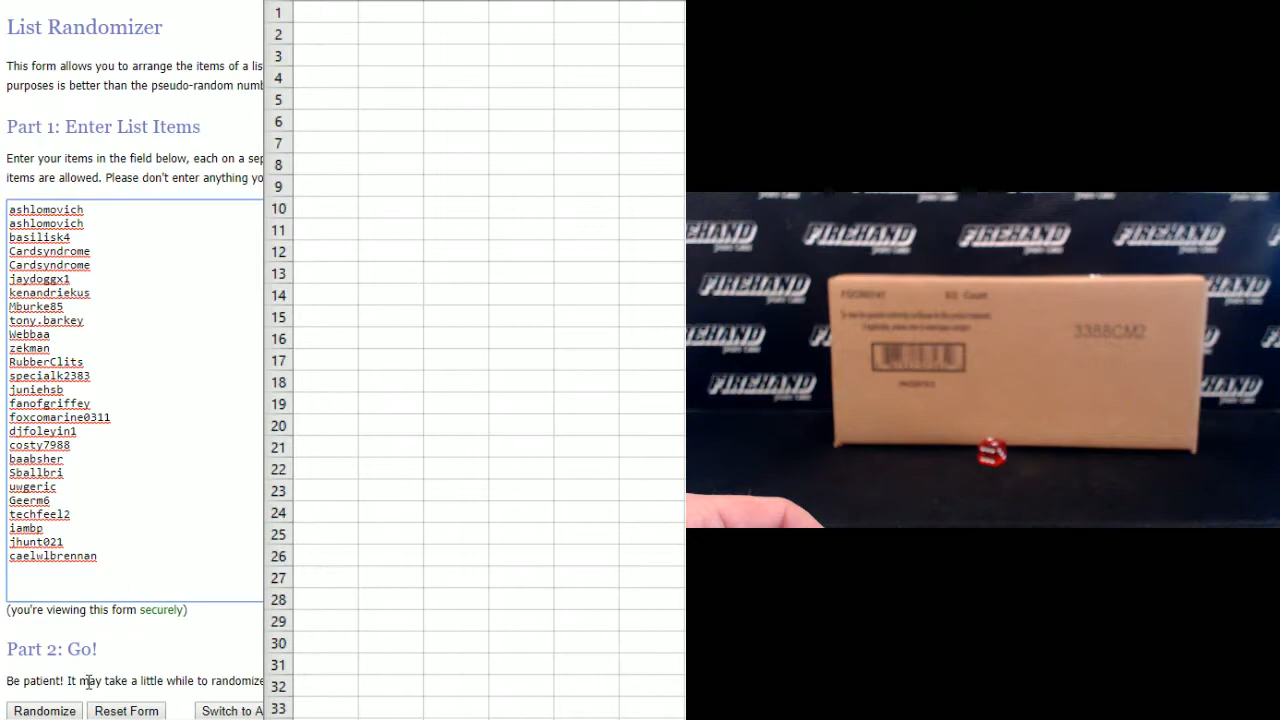 List Randomizer
This form allows you to arrange the items of a lis
purposes is better than the pseudo-random numb
Part 1: Enter List Items
Enter your items in the field below, each on a sep
items are allowed. Please don't enter anything yo
ashlomovich
ashlomovich
basilisk4
Cardsyndrome
Cardsyndrome
jaydoggx1
kenandriekus
Mburke85
tony.barkey
Webbaa
zekman
RubberClits
specialk2383
juniehsb
fanofgriffey
foxcomarine0311
djfoleyin1
costy7988
baabsher
Sballbri
uwgeric
Geerm6
techfeel2
iambp
jhunt021
caelwlbrennan
(you're viewing this form securely)
Part 2: Go!
Be patient! It may take a little while to randomize
Randomize
Reset Form
Switch to A
1
2
3
4
5
6
7
8
9
10
11
12
13
14
15
16
17
18
19
20
21
22
23
24
25
26
27
28
29
30
31
32
33
EHAND
FIREHAND
FIREHAND
FIREHAND
FIREHAND
FIREHAND
FIREHAND
Count
3388CM2